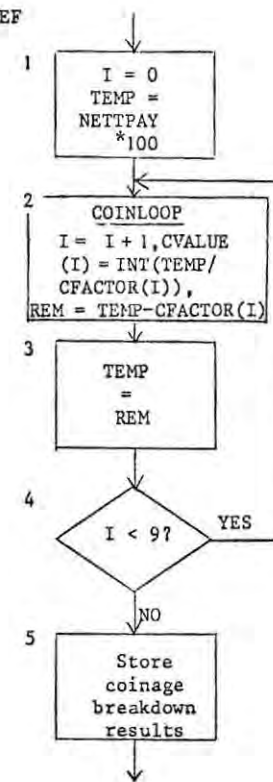 EF
1
I = 0
TEMP =
NETTPAY
*100
2
COINLOOP
I = I + 1,CVALUE
(I) = INT(TEMP/
CFACTOR(I)),
REM = TEMP-CFACTOR(I)
3
TEMP
=
REM
4
I < 9?
YES
NO
5
Store
coinage
breakdown
results